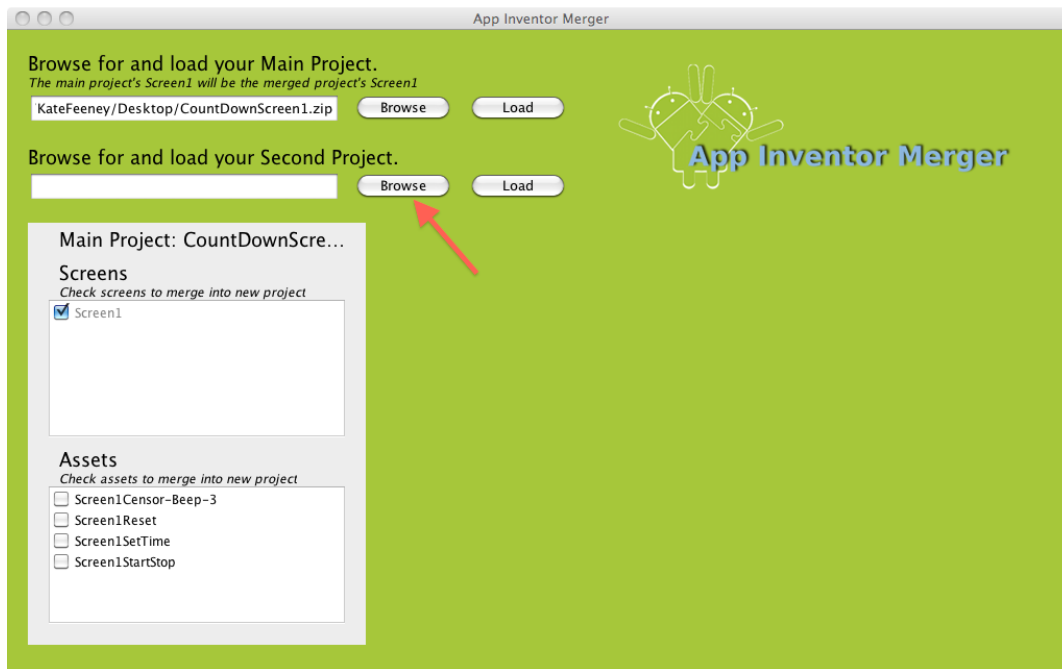 App Inventor Merger
Browse for and load your Main Project.
The main project's Screen1 will be the merged project's Screen1
KateFeeney/Desktop/CountDownScreen1.zip Browse Load
App Inventor Merger
Browse for and load your Second Project.
Browse Load
Main Project: CountDownScre...
Screens
Check screens to merge into new project
Screen1
Assets
Check assets to merge into new project
Screen1Censor-Beep-3
Screen1Reset
Screen1SetTime
Screen1StartStop